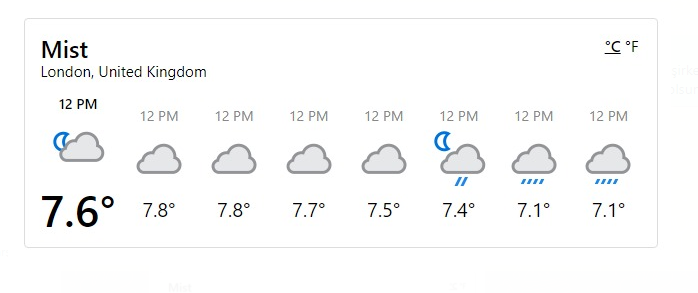 Mist
°C °F
London, United Kingdom
12 PM 12 PM 12 PM 12 PM 12 PM 12 PM 12 PM 12 PM
7.6° 7.8° 7.8° 7.7° 7.5° 7.4° 7.1° 7.1°
Mist